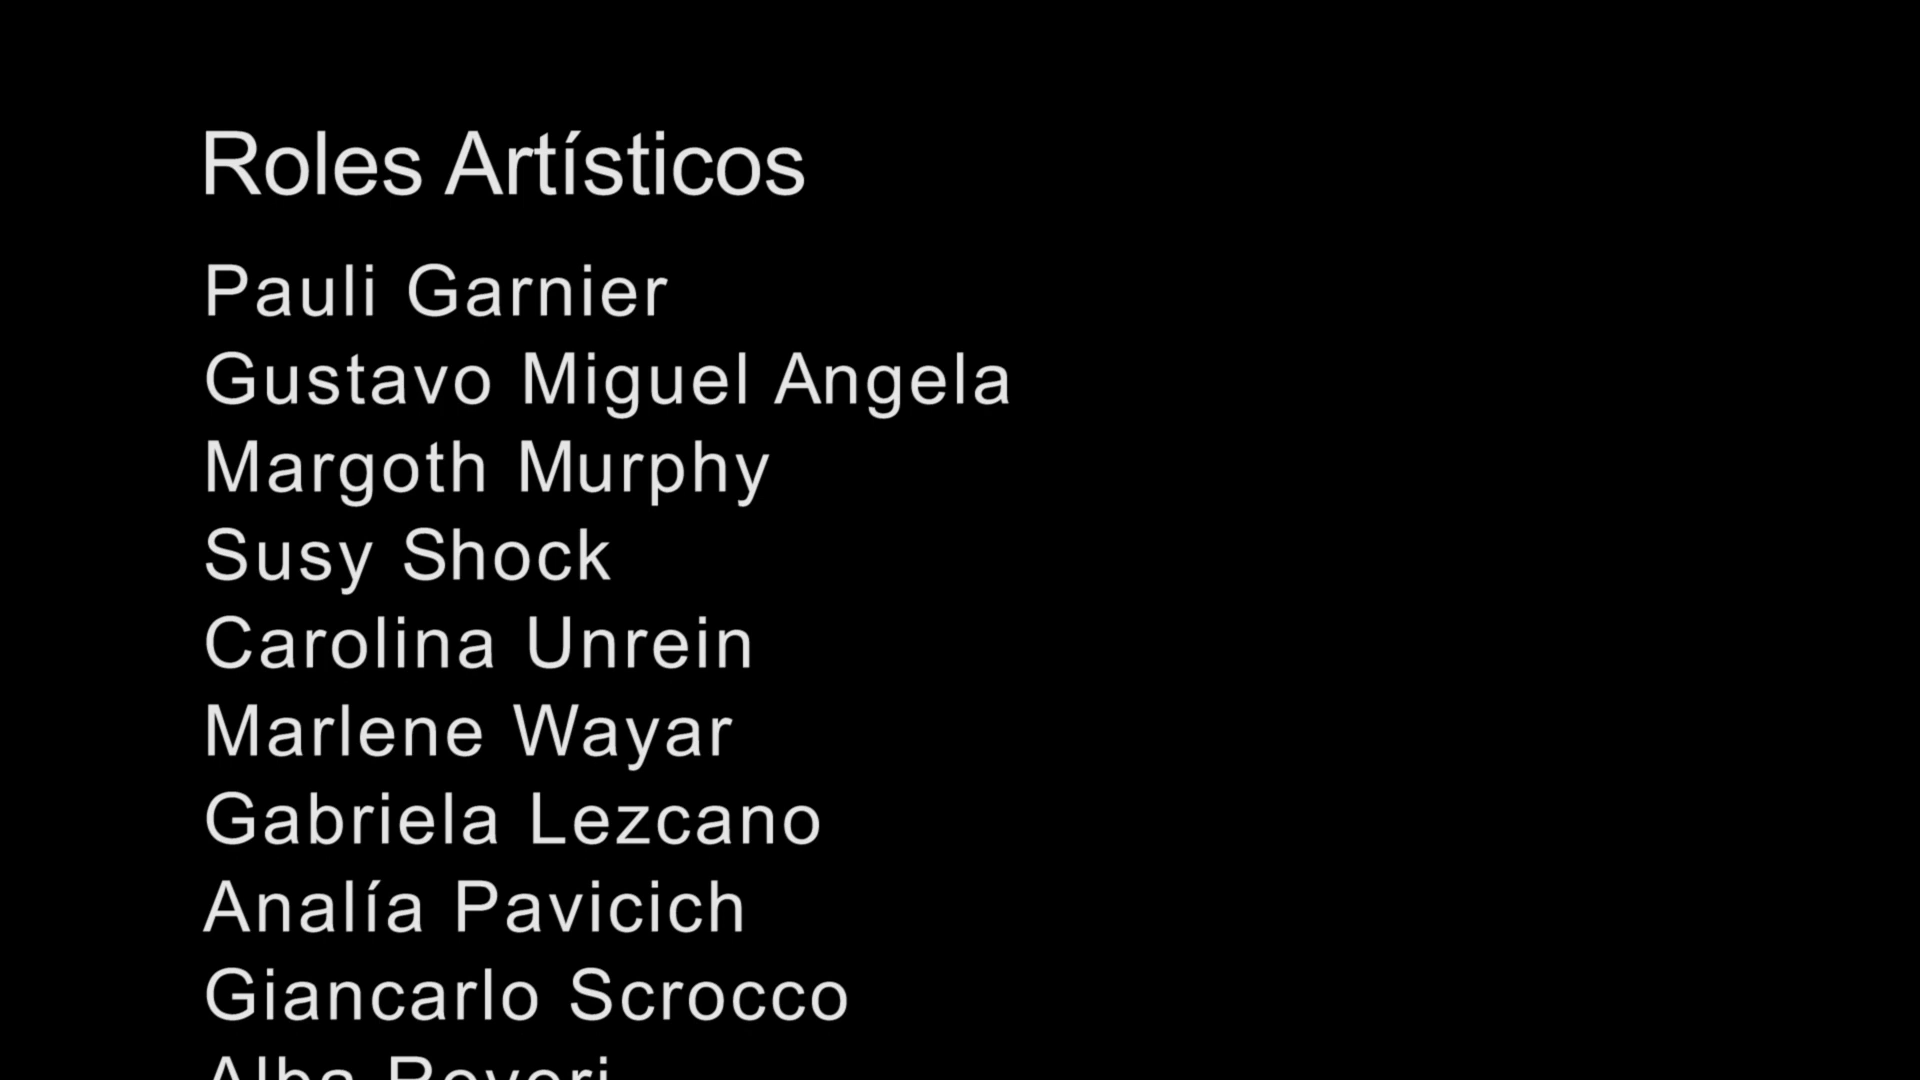 Roles Artísticos
Pauli Garnier
Gustavo Miguel Angela
Margoth Murphy
Susy Shock
Carolina Unrein
Marlene Wayar
Gabriela Lezcano
Analía Pavicich
Giancarlo Scrocco
Alba